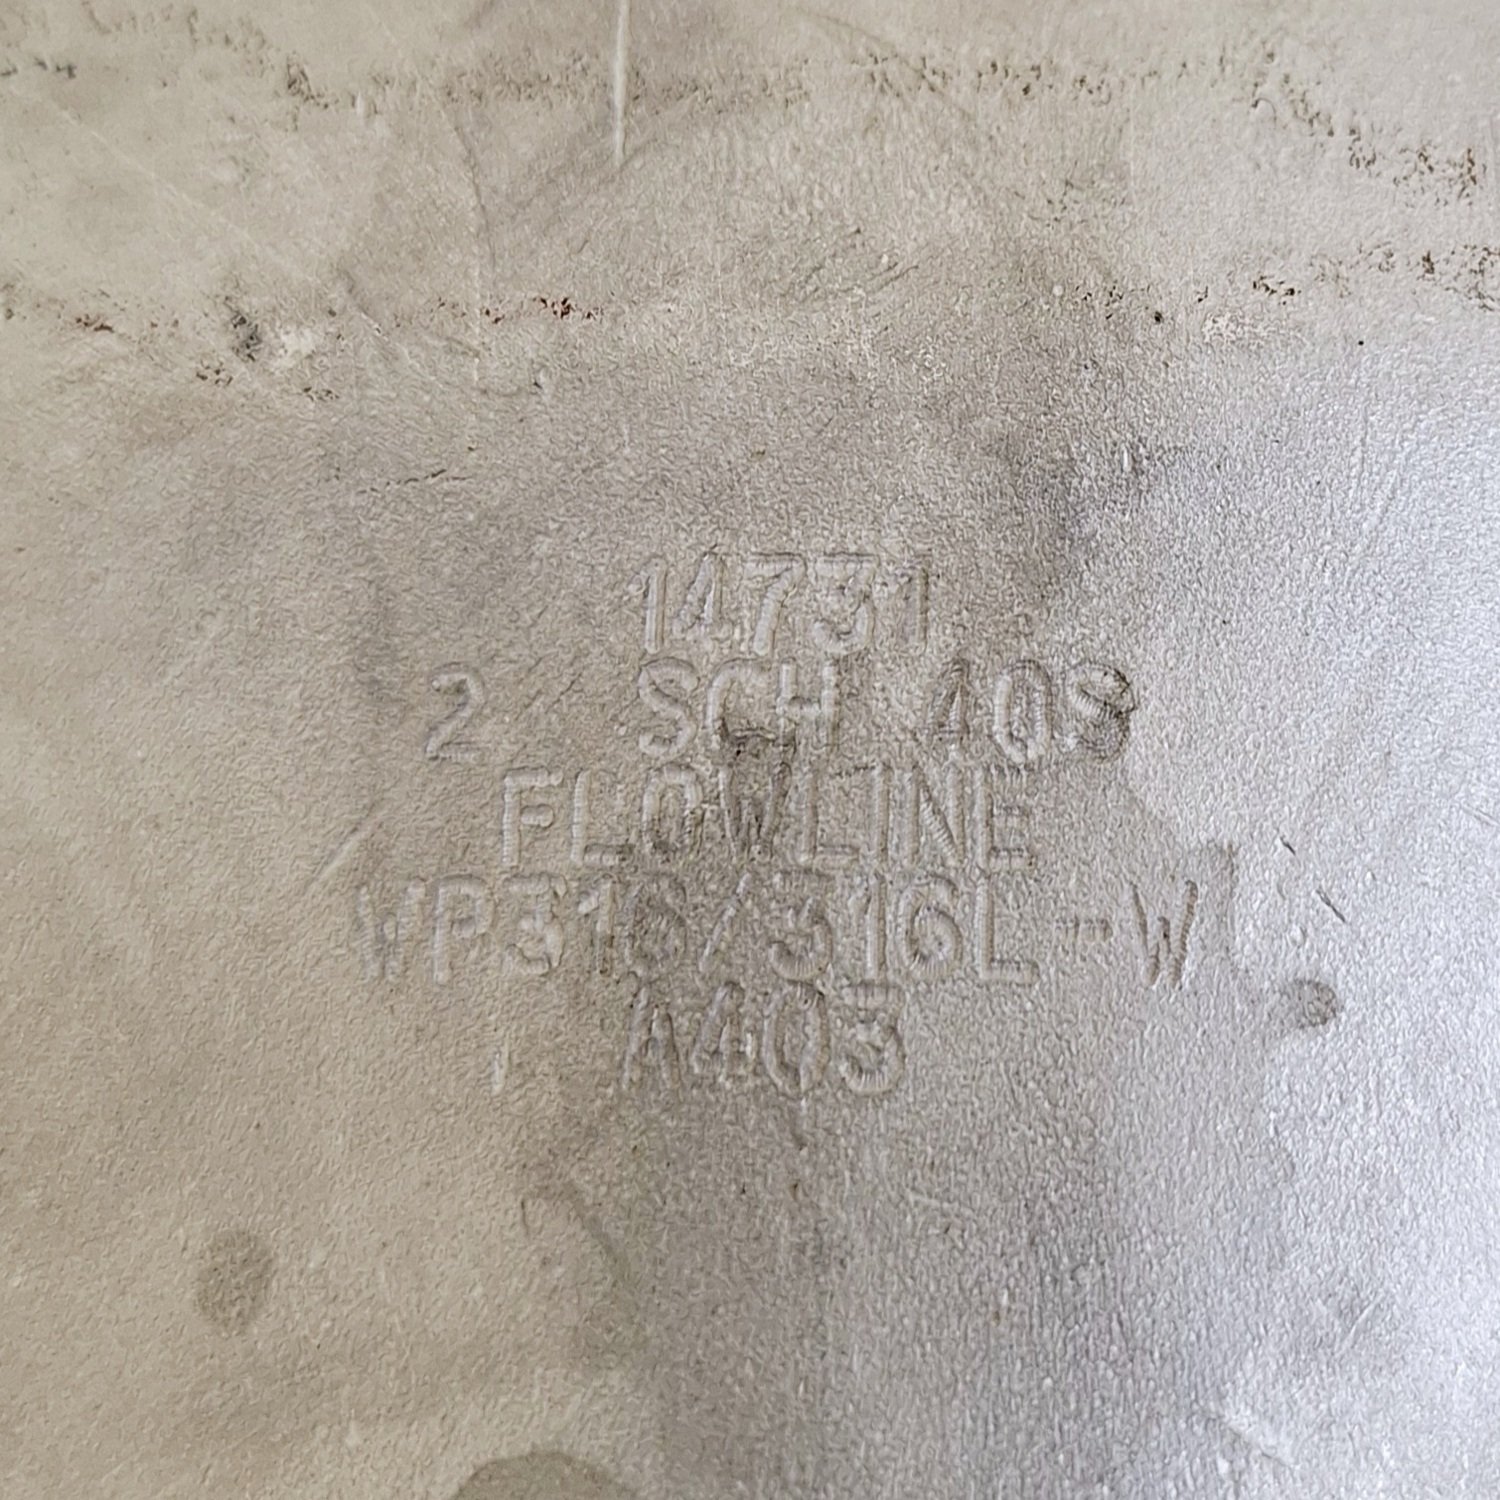 14731
2 SCH 40S
FLOWLINE
WP316/316L-W
A403